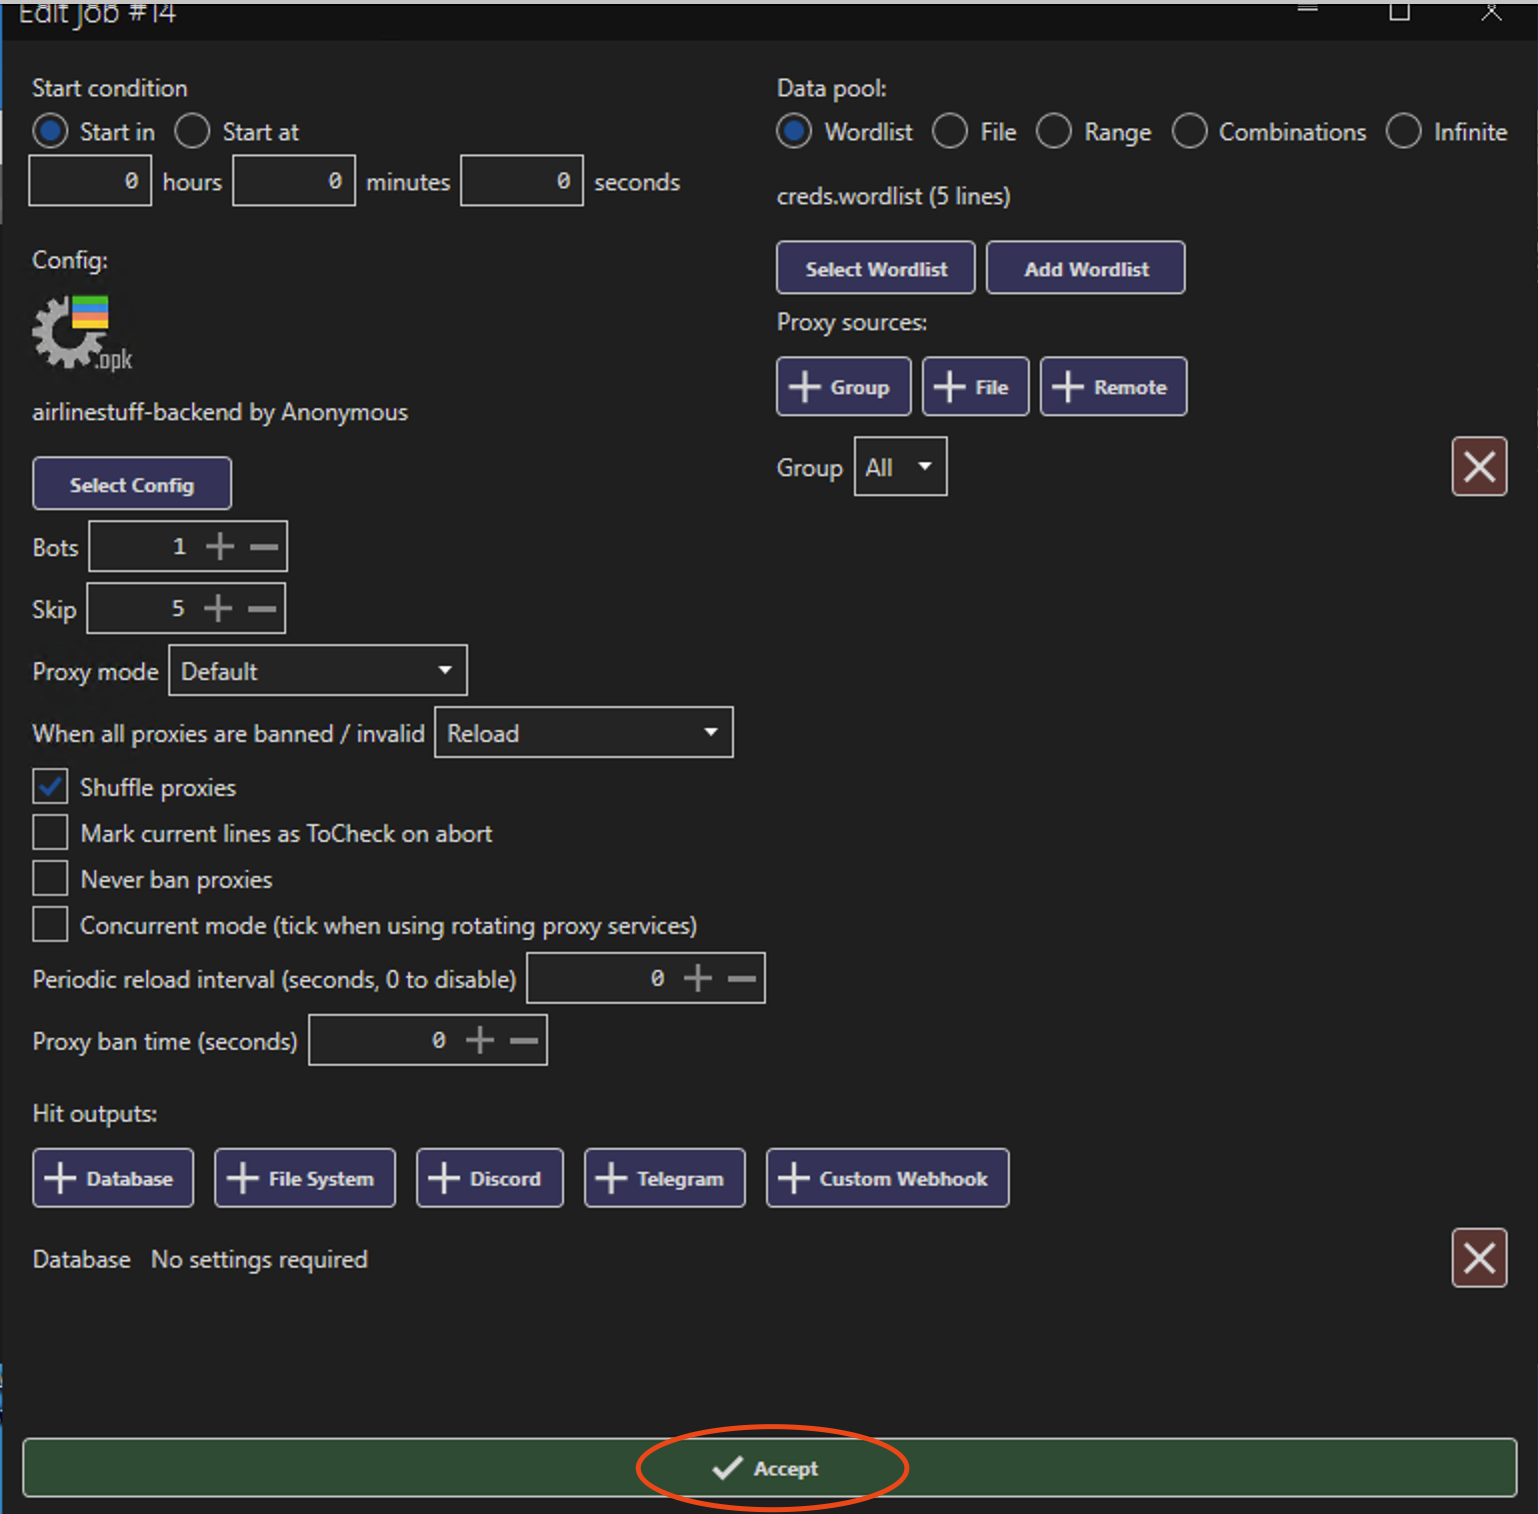 Edit Job #14
Start condition
Start in Start at
0 hours 0 minutes 0 seconds
Config:
.opk
airlinestuff-backend by Anonymous
Select Config
Bots 1
Skip 5
Proxy mode Default
When all proxies are banned / invalid Reload
Shuffle proxies
Mark current lines as ToCheck on abort
Never ban proxies
Concurrent mode (tick when using rotating proxy services)
Periodic reload interval (seconds, 0 to disable) 0
Proxy ban time (seconds) 0
Data pool:
Wordlist File Range Combinations Infinite
creds.wordlist (5 lines)
Select Wordlist Add Wordlist
Proxy sources:
Group File Remote
Group All
Hit outputs:
Database File System Discord Telegram Custom Webhook
Database No settings required
Accept